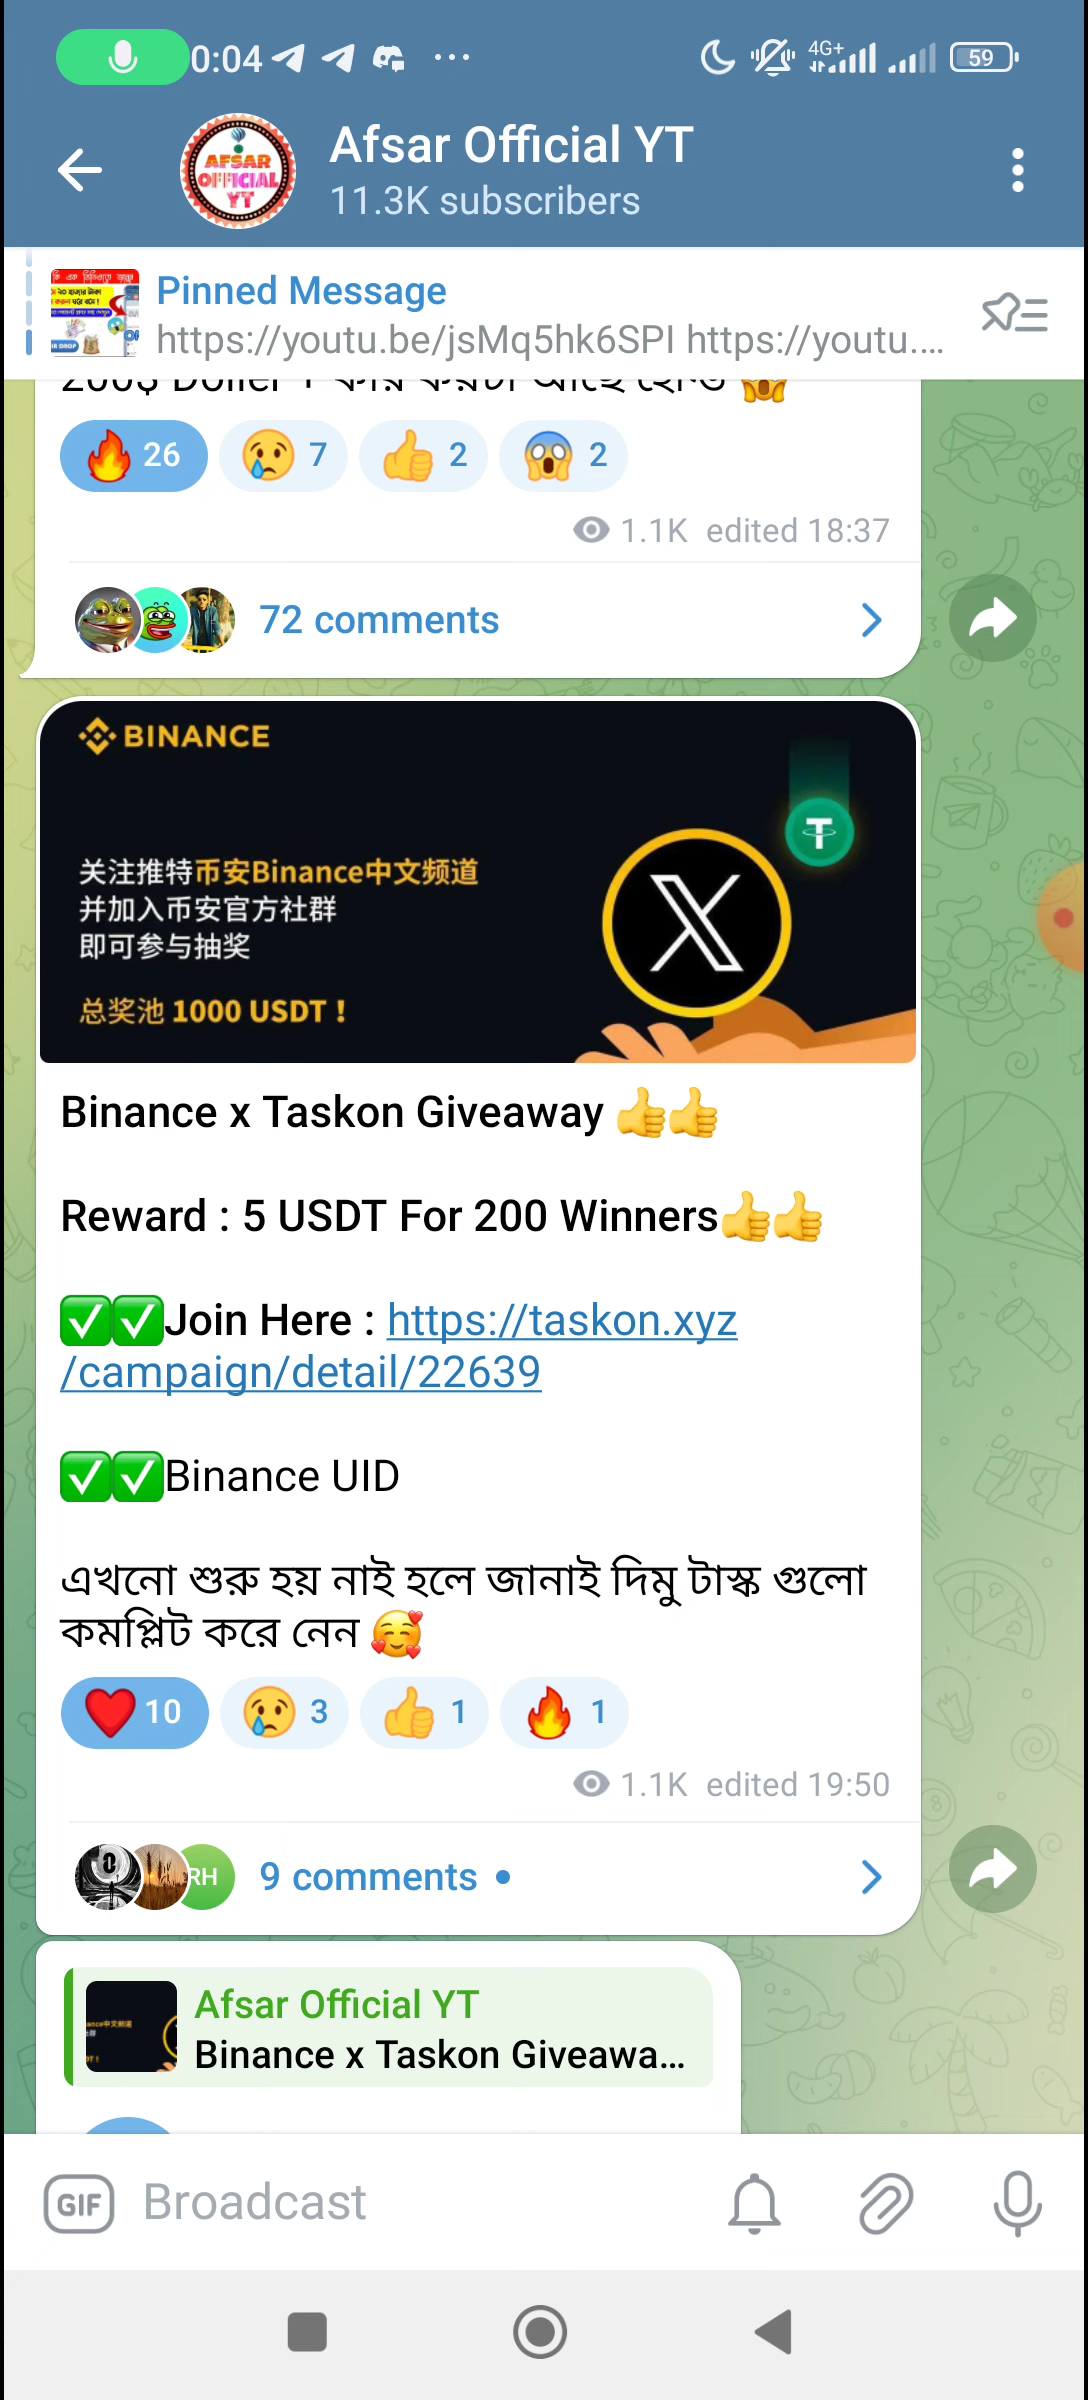 0:04
4G+
59
AFSAR
OFFICIAL
YT
Afsar Official YT
11.3K subscribers
Pinned Message
https://youtu.be/jsMq5hk6SPI https://youtu....
200$ Doller
26
7
2
2
1.1K edited 18:37
72 comments
BINANCE
关注推特币安Binance中文频道
并加入币安官方社群
即可参与抽奖
总奖池 1000 USDT！
Binance x Taskon Giveaway 👍👍
Reward : 5 USDT For 200 Winners👍👍
✅✅Join Here : https://taskon.xyz
/campaign/detail/22639
✅✅Binance UID
এখনো শুরু হয় নাই হলে জানাই দিমু টাস্ক গুলো
কমপ্লিট করে নেন 🥰
10
3
1
1
1.1K edited 19:50
RH
9 comments
Afsar Official YT
Binance x Taskon Giveawa...
GIF
Broadcast